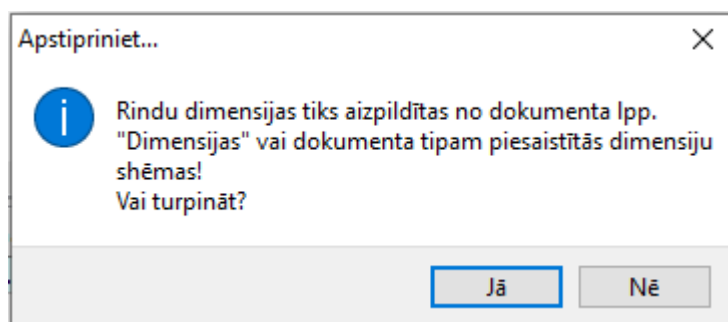 Apstipriniet...
Rindu dimensijas tiks aizpildītas no dokumenta lpp.
"Dimensijas" vai dokumenta tipam piesaistītās dimensiju
shēmas!
Vai turpināt?
Jā
Nē